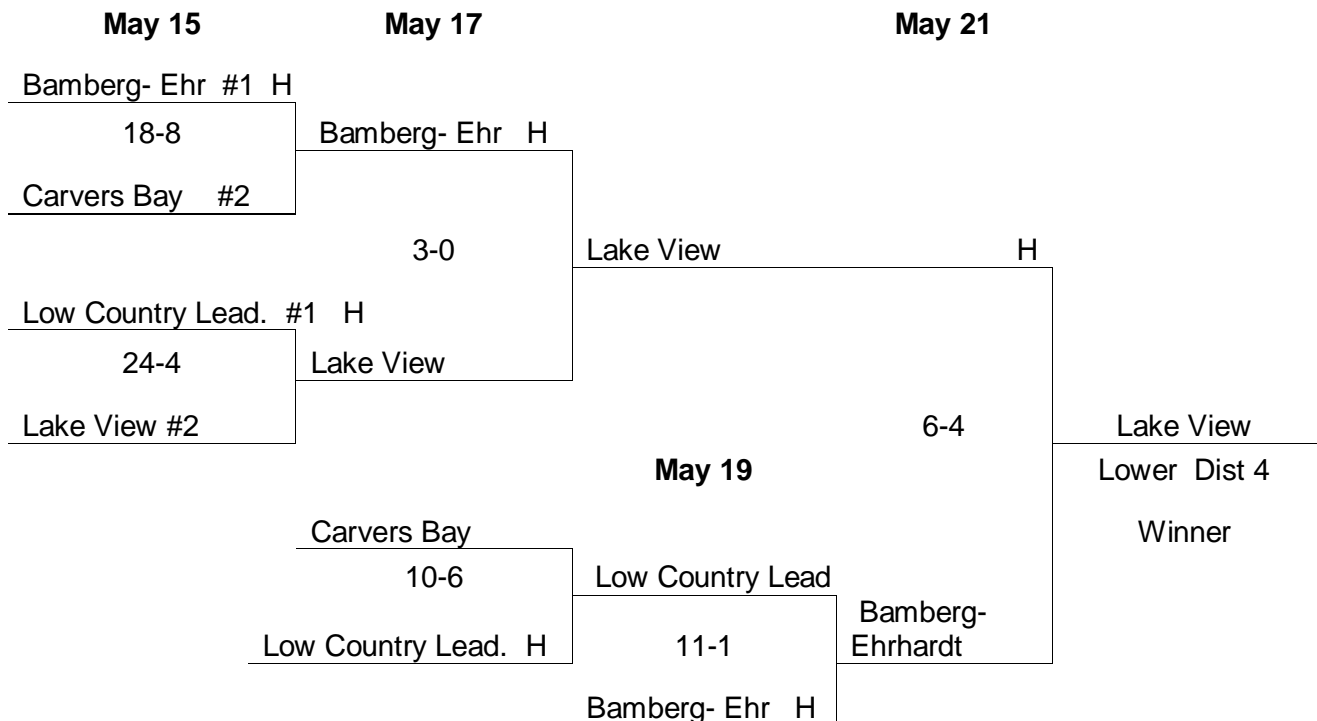 May 15 May 17 May 21
Bamberg- Ehr #1 H
18-8 Bamberg- Ehr H
Carvers Bay #2
3-0 Lake View H
Low Country Lead. #1 H
24-4 Lake View
Lake View #2 6-4 Lake View
May 19 Lower Dist 4
Carvers Bay Winner
10-6 Low Country Lead
Bamberg-
Low Country Lead. H 11-1 Ehrhardt
Bamberg- Ehr H